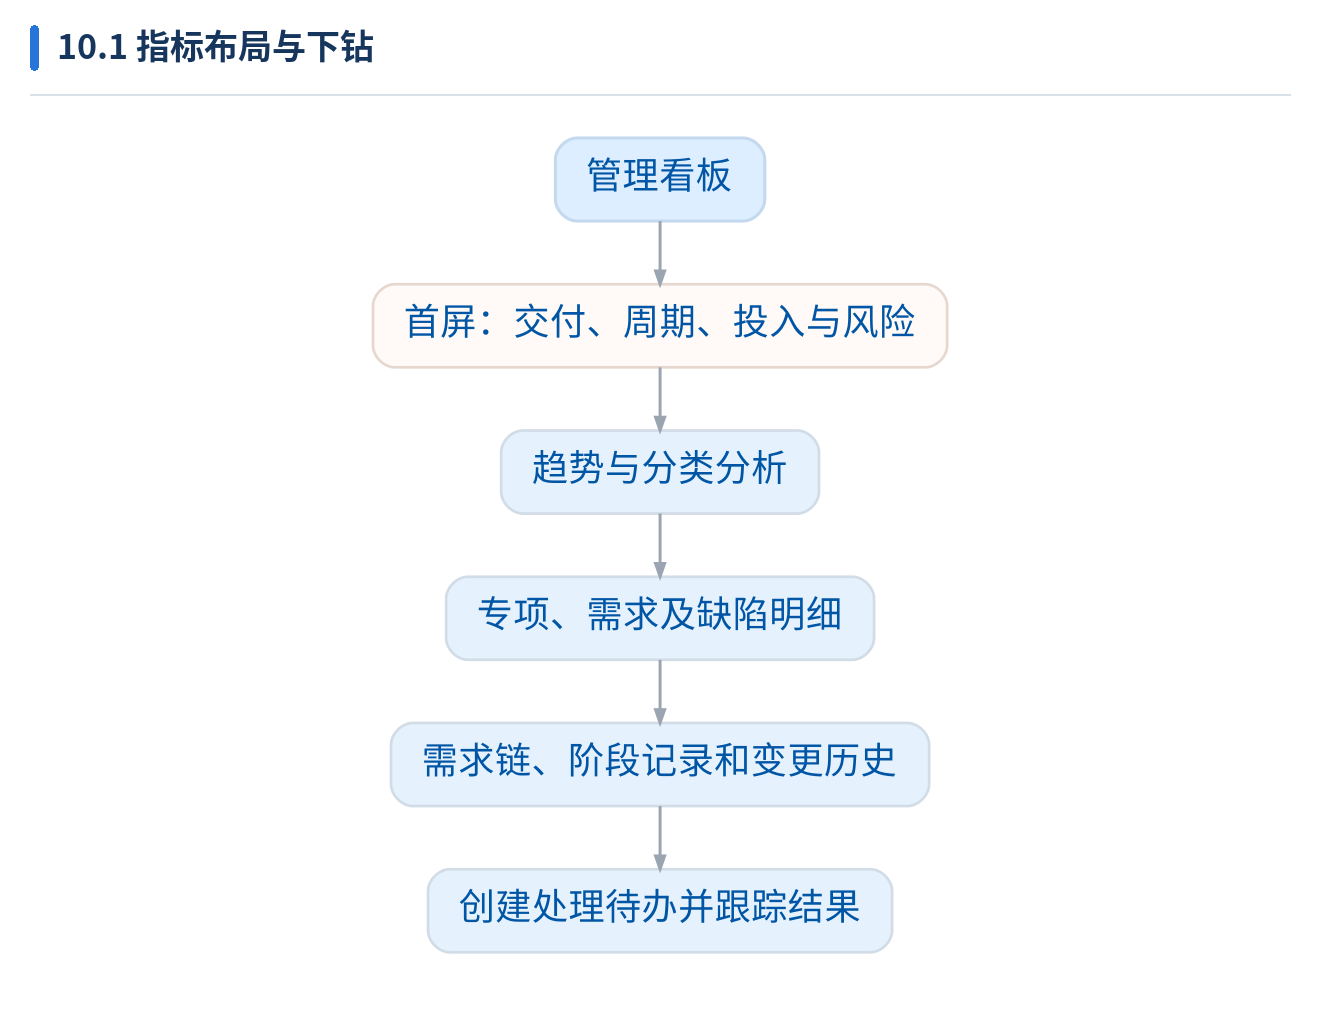 10.1 指标布局与下钻
管理看板
首屏：交付、周期、投入与风险
趋势与分类分析
专项、需求及缺陷明细
需求链、阶段记录和变更历史
创建处理待办并跟踪结果